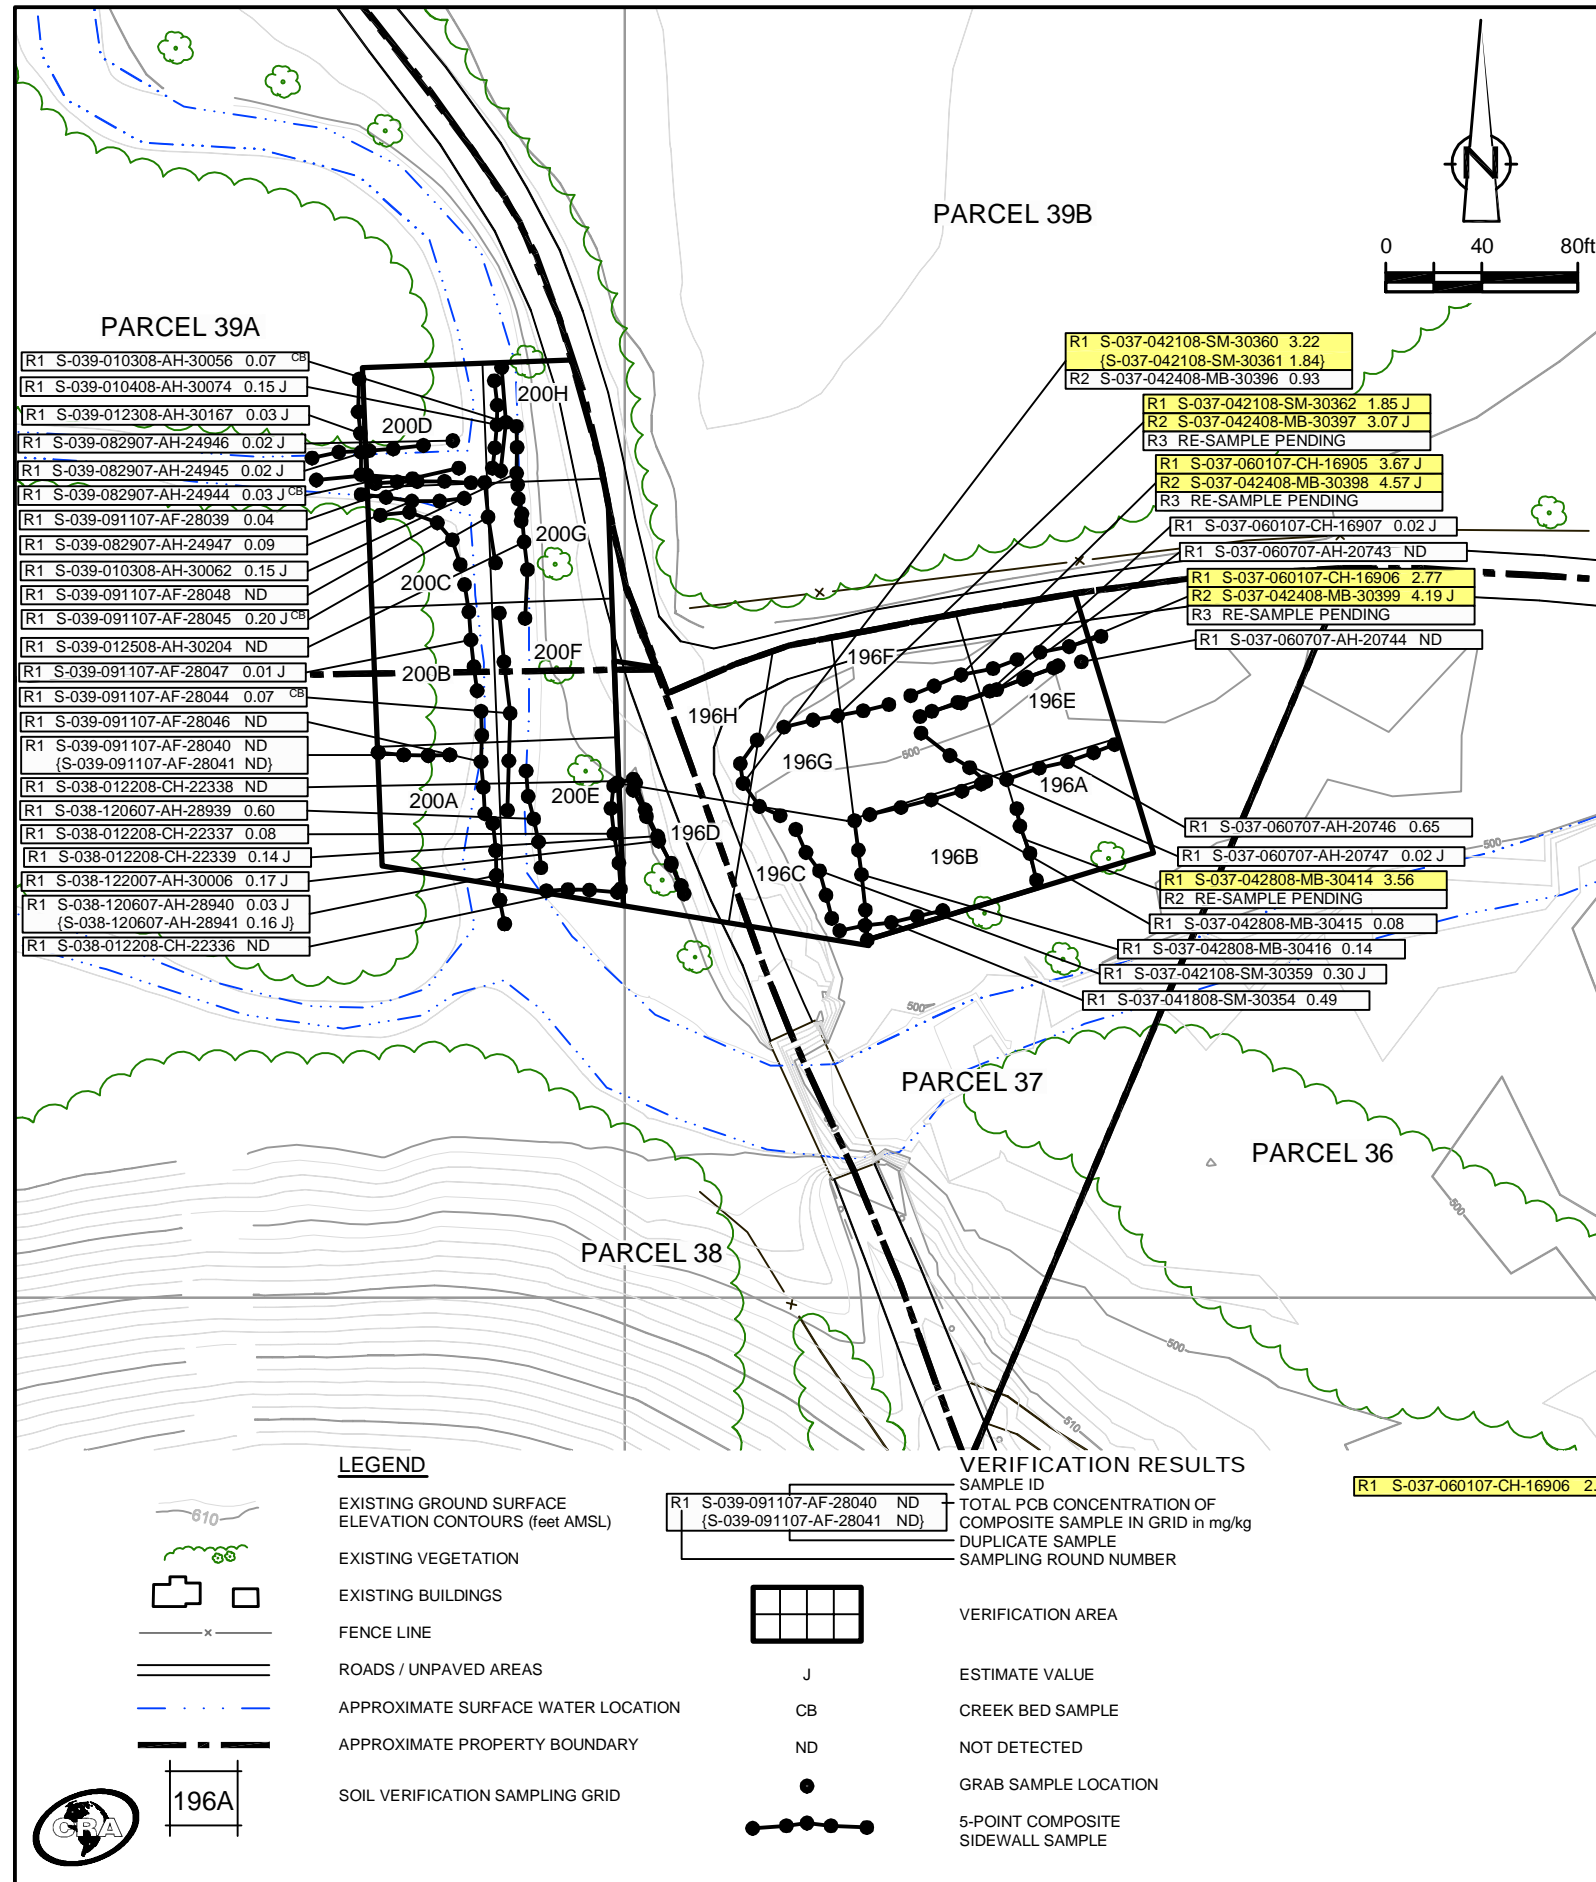 PARCEL 39B
N
0 40 80ft
PARCEL 39A
R1 S-039-010308-AH-30056 0.07 CB
R1 S-039-010408-AH-30074 0.15 J
R1 S-039-012308-AH-30167 0.03 J
R1 S-039-082907-AH-24946 0.02 J
R1 S-039-082907-AH-24945 0.02 J
R1 S-039-082907-AH-24944 0.03 J CB
R1 S-039-091107-AF-28039 0.04
R1 S-039-082907-AH-24947 0.09
R1 S-039-010308-AH-30062 0.15 J
R1 S-039-091107-AF-28048 ND
R1 S-039-091107-AF-28045 0.20 J CB
R1 S-039-012508-AH-30204 ND
R1 S-039-091107-AF-28047 0.01 J
R1 S-039-091107-AF-28044 0.07 CB
R1 S-039-091107-AF-28046 ND
R1 S-039-091107-AF-28040 ND
{S-039-091107-AF-28041 ND}
R1 S-038-012208-CH-22338 ND
R1 S-038-120607-AH-28939 0.60
R1 S-038-012208-CH-22337 0.08
R1 S-038-012208-CH-22339 0.14 J
R1 S-038-122007-AH-30006 0.17 J
R1 S-038-120607-AH-28940 0.03 J
{S-038-120607-AH-28941 0.16 J}
R1 S-038-012208-CH-22336 ND
200H
200D
200G
200C
200F
200B
200E
200A
196F
196H
196E
196G
196A
196D
196B
196C
R1 S-037-042108-SM-30360 3.22
{S-037-042108-SM-30361 1.84}
R2 S-037-042408-MB-30396 0.93
R1 S-037-042108-SM-30362 1.85 J
R2 S-037-042408-MB-30397 3.07 J
R3 RE-SAMPLE PENDING
R1 S-037-060107-CH-16905 3.67 J
R2 S-037-042408-MB-30398 4.57 J
R3 RE-SAMPLE PENDING
R1 S-037-060107-CH-16907 0.02 J
R1 S-037-060707-AH-20743 ND
R1 S-037-060107-CH-16906 2.77
R2 S-037-042408-MB-30399 4.19 J
R3 RE-SAMPLE PENDING
R1 S-037-060707-AH-20744 ND
R1 S-037-060707-AH-20746 0.65
R1 S-037-060707-AH-20747 0.02 J
R1 S-037-042808-MB-30414 3.56
R2 RE-SAMPLE PENDING
R1 S-037-042808-MB-30415 0.08
R1 S-037-042808-MB-30416 0.14
R1 S-037-042108-SM-30359 0.30 J
R1 S-037-041808-SM-30354 0.49
500
500
500
500
500
510
PARCEL 37
PARCEL 36
PARCEL 38
LEGEND
610
EXISTING GROUND SURFACE
ELEVATION CONTOURS (feet AMSL)
EXISTING VEGETATION
EXISTING BUILDINGS
FENCE LINE
ROADS / UNPAVED AREAS
APPROXIMATE SURFACE WATER LOCATION
APPROXIMATE PROPERTY BOUNDARY
196A
SOIL VERIFICATION SAMPLING GRID
CRA
VERIFICATION RESULTS
R1 S-039-091107-AF-28040 ND
{S-039-091107-AF-28041 ND}
SAMPLE ID
TOTAL PCB CONCENTRATION OF
COMPOSITE SAMPLE IN GRID in mg/kg
DUPLICATE SAMPLE
SAMPLING ROUND NUMBER
VERIFICATION AREA
J ESTIMATE VALUE
CB CREEK BED SAMPLE
ND NOT DETECTED
GRAB SAMPLE LOCATION
5-POINT COMPOSITE
SIDEWALL SAMPLE
R1 S-037-060107-CH-16906 2.